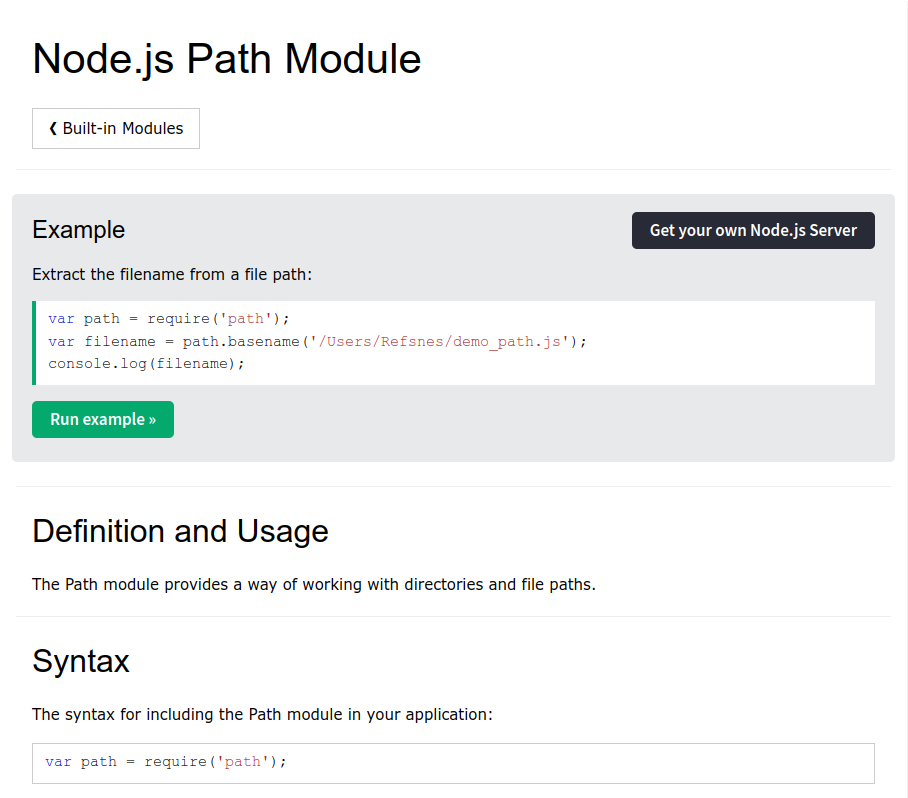 Node.js Path Module
❮ Built-in Modules
Example
Get your own Node.js Server
Extract the filename from a file path:
var path = require('path');
var filename = path.basename('/Users/Refsnes/demo_path.js');
console.log(filename);
Run example »
Definition and Usage
The Path module provides a way of working with directories and file paths.
Syntax
The syntax for including the Path module in your application:
var path = require('path');